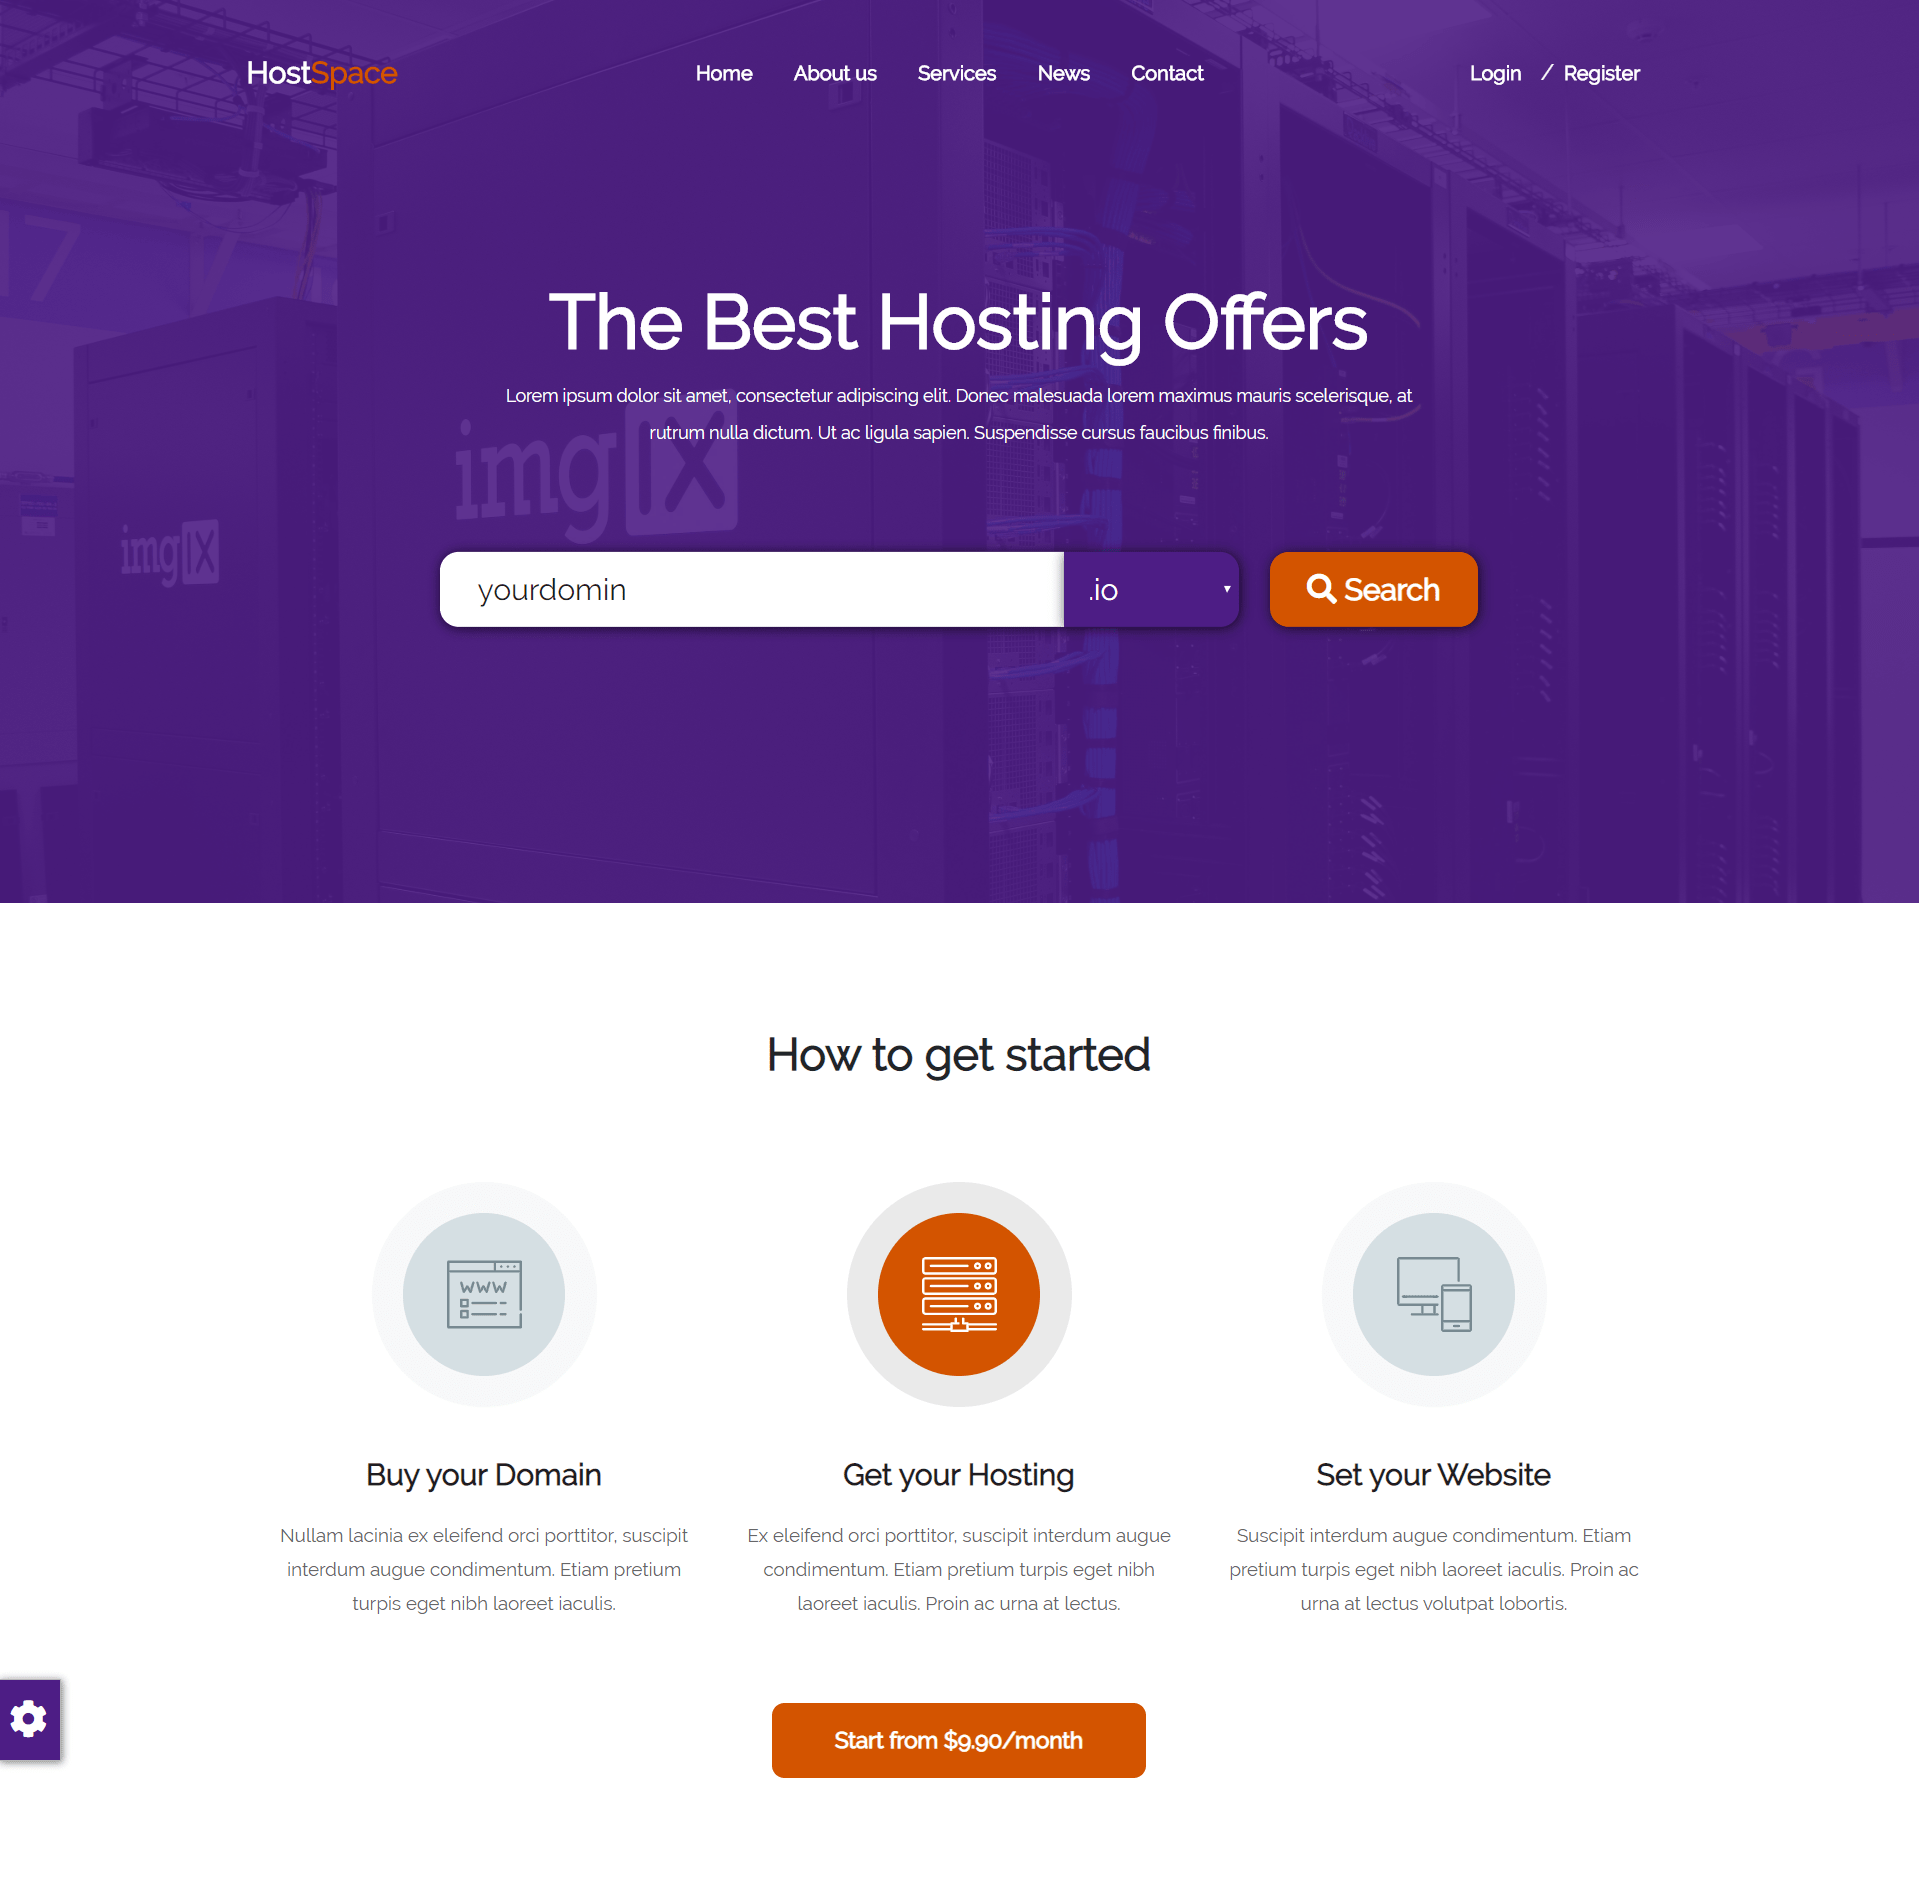 HostSpace
Home About us Services News Contact
Login / Register
17
The Best Hosting Offers
Lorem ipsum dolor sit amet, consectetur adipiscing elit. Donec malesuada lorem maximus mauris scelerisque, at
rutrum nulla dictum. Ut ac ligula sapien. Suspendisse cursus faucibus finibus.
imgIX
imgIX
yourdomin .io Search
How to get started
WWW
Buy your Domain
Nullam lacinia ex eleifend orci porttitor, suscipit
interdum augue condimentum. Etiam pretium
turpis eget nibh laoreet iaculis.
Get your Hosting
Ex eleifend orci porttitor, suscipit interdum augue
condimentum. Etiam pretium turpis eget nibh
laoreet iaculis. Proin ac urna at lectus.
Set your Website
Suscipit interdum augue condimentum. Etiam
pretium turpis eget nibh laoreet iaculis. Proin ac
urna at lectus volutpat lobortis.
Start from $9.90/month